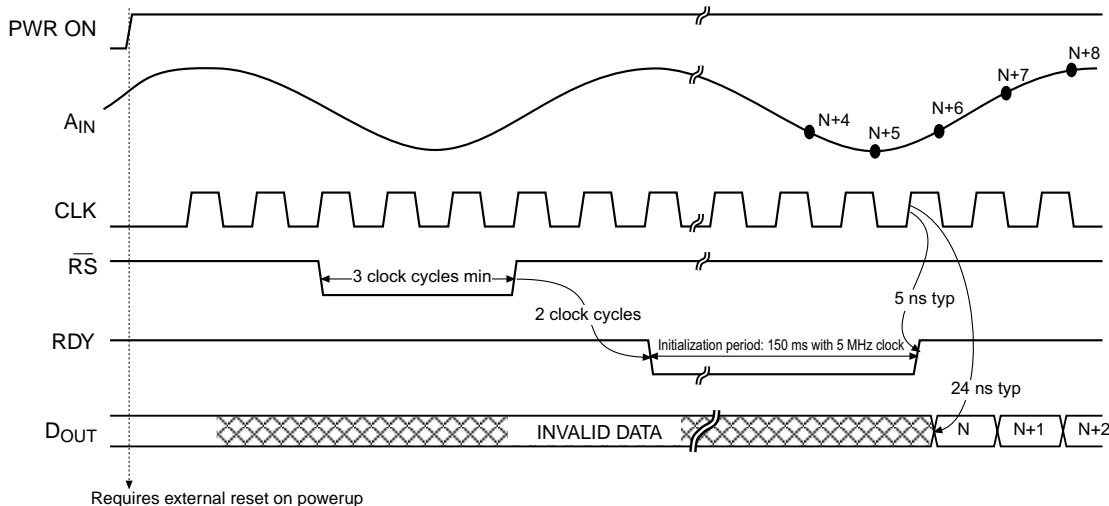 PWR ON
N+8
N+7
AIN
N+4
N+6
N+5
CLK
RS
3 clock cycles min
5 ns typ
2 clock cycles
RDY
Initialization period: 150 ms with 5 MHz clock
24 ns typ
DOUT
INVALID DATA
N
N+1
N+2
Requires external reset on powerup